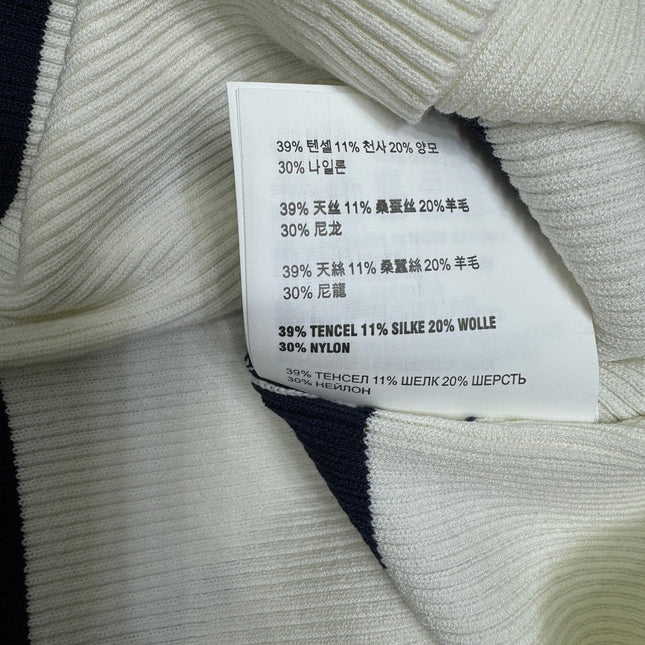 39% 텐셀 11% 천사 20% 양모
30% 나일론
39% 天丝 11% 桑蚕丝 20%羊毛
30% 尼龙
39% 天絲 11% 桑蠶絲 20% 羊毛
30% 尼龍
39% TENCEL 11% SILKE 20% WOLLE
30% NYLON
39% ТЕНСЕЛ 11% ШЕЛК 20% ШЕРСТЬ
30% НЕЙЛОН